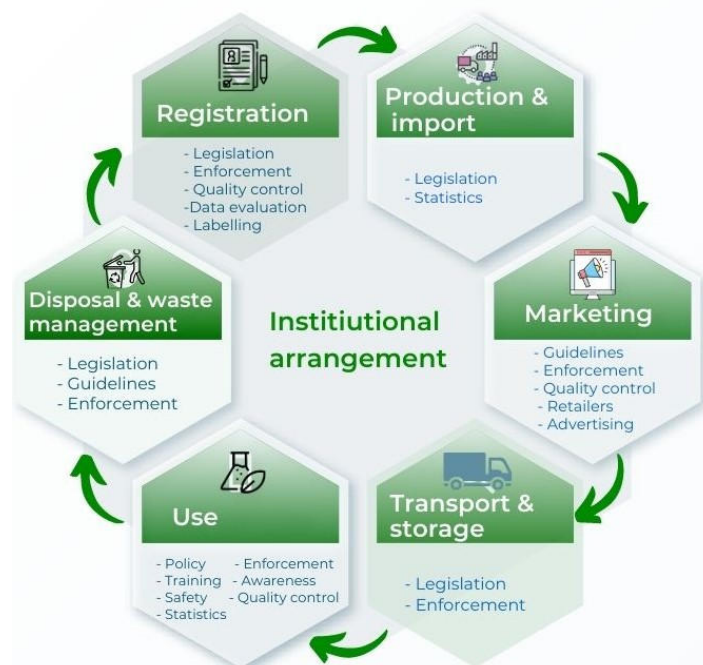 Registration
- Legislation
- Enforcement
- Quality control
-Data evaluation
- Labelling
Production &
import
- Legislation
- Statistics
Marketing
- Guidelines
- Enforcement
- Quality control
- Retailers
- Advertising
Transport &
storage
- Legislation
- Enforcement
Use
- Policy - Enforcement
- Training - Awareness
- Safety - Quality control
- Statistics
Disposal & waste
management
- Legislation
- Guidelines
- Enforcement
Institiutional
arrangement